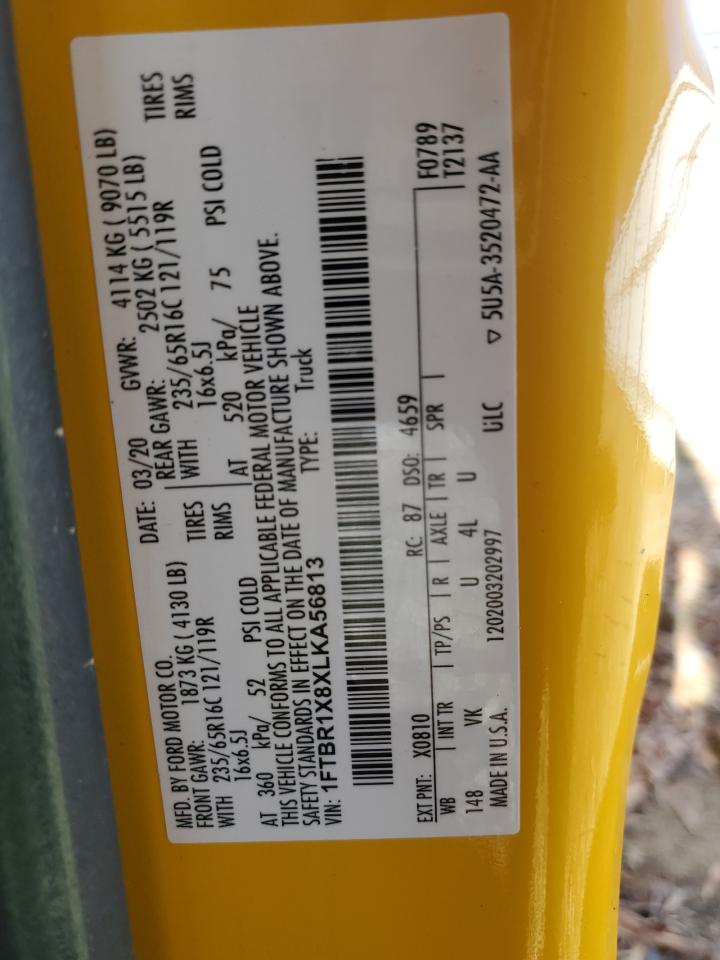 MFD. BY FORD MOTOR CO. DATE: 03/20 GVWR: 4114 KG ( 9070 LB)
FRONT GAWR: 1873 KG ( 4130 LB) REAR GAWR: 2502 KG ( 5515 LB)
WITH 235/65R16C 121/119R TIRES WITH 235/65R16C 121/119R TIRES
16x6.5J RIMS 16x6.5J RIMS
AT 360 kPa/ 52 PSI COLD AT 520 kPa/ 75 PSI COLD
THIS VEHICLE CONFORMS TO ALL APPLICABLE FEDERAL MOTOR VEHICLE
SAFETY STANDARDS IN EFFECT ON THE DATE OF MANUFACTURE SHOWN ABOVE.
VIN: 1FTBR1X8XLKA56813 TYPE: Truck
EXT PNT: X0810 RC: 87 DSO: 4659 F0789
WB INT TR TP/PS R AXLE TR SPR T2137
148 VK U 4L U
MADE IN U.S.A. 1202003202997 UiLC ▽ 5U5A-3520472-AA